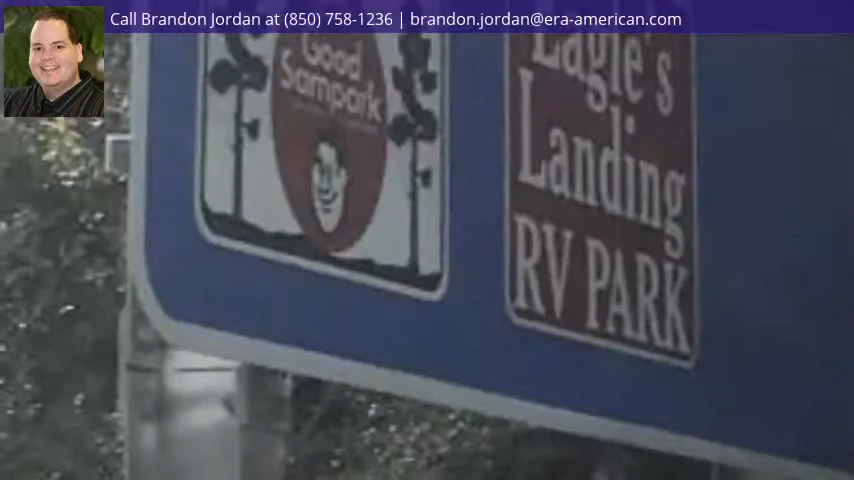 Call Brandon Jordan at (850) 758-1236 | brandon.jordan@era-american.com
Good
Sampark
Eagle's
Landing
RV PARK